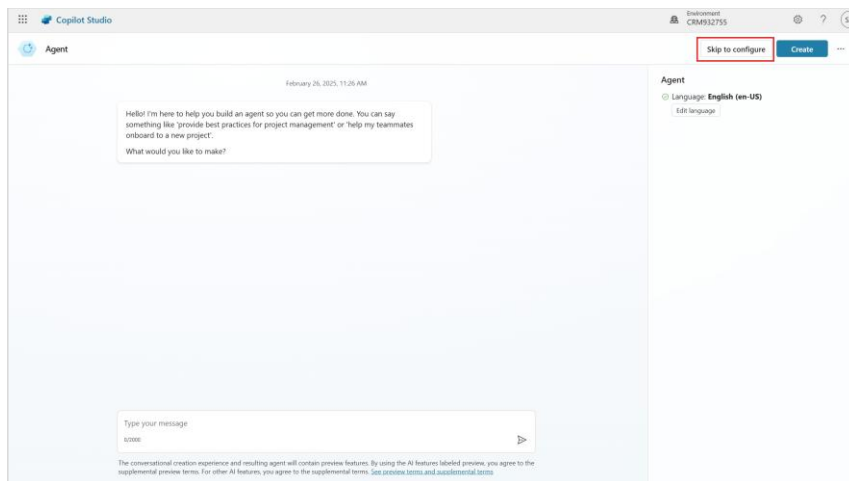 Copilot Studio
Environment
CRM932755
?
Agent
Skip to configure
Create
...
February 26, 2025, 11:26 AM
Hello! I'm here to help you build an agent so you can get more done. You can say
something like 'provide best practices for project management' or 'help my teammates
onboard to a new project'.
What would you like to make?
Agent
Language: English (en-US)
Edit language
Type your message
0/2000
The conversational creation experience and resulting agent will contain preview features. By using the AI features labeled preview, you agree to the
supplemental preview terms. For other AI features, you agree to the supplemental terms. See preview terms and supplemental terms